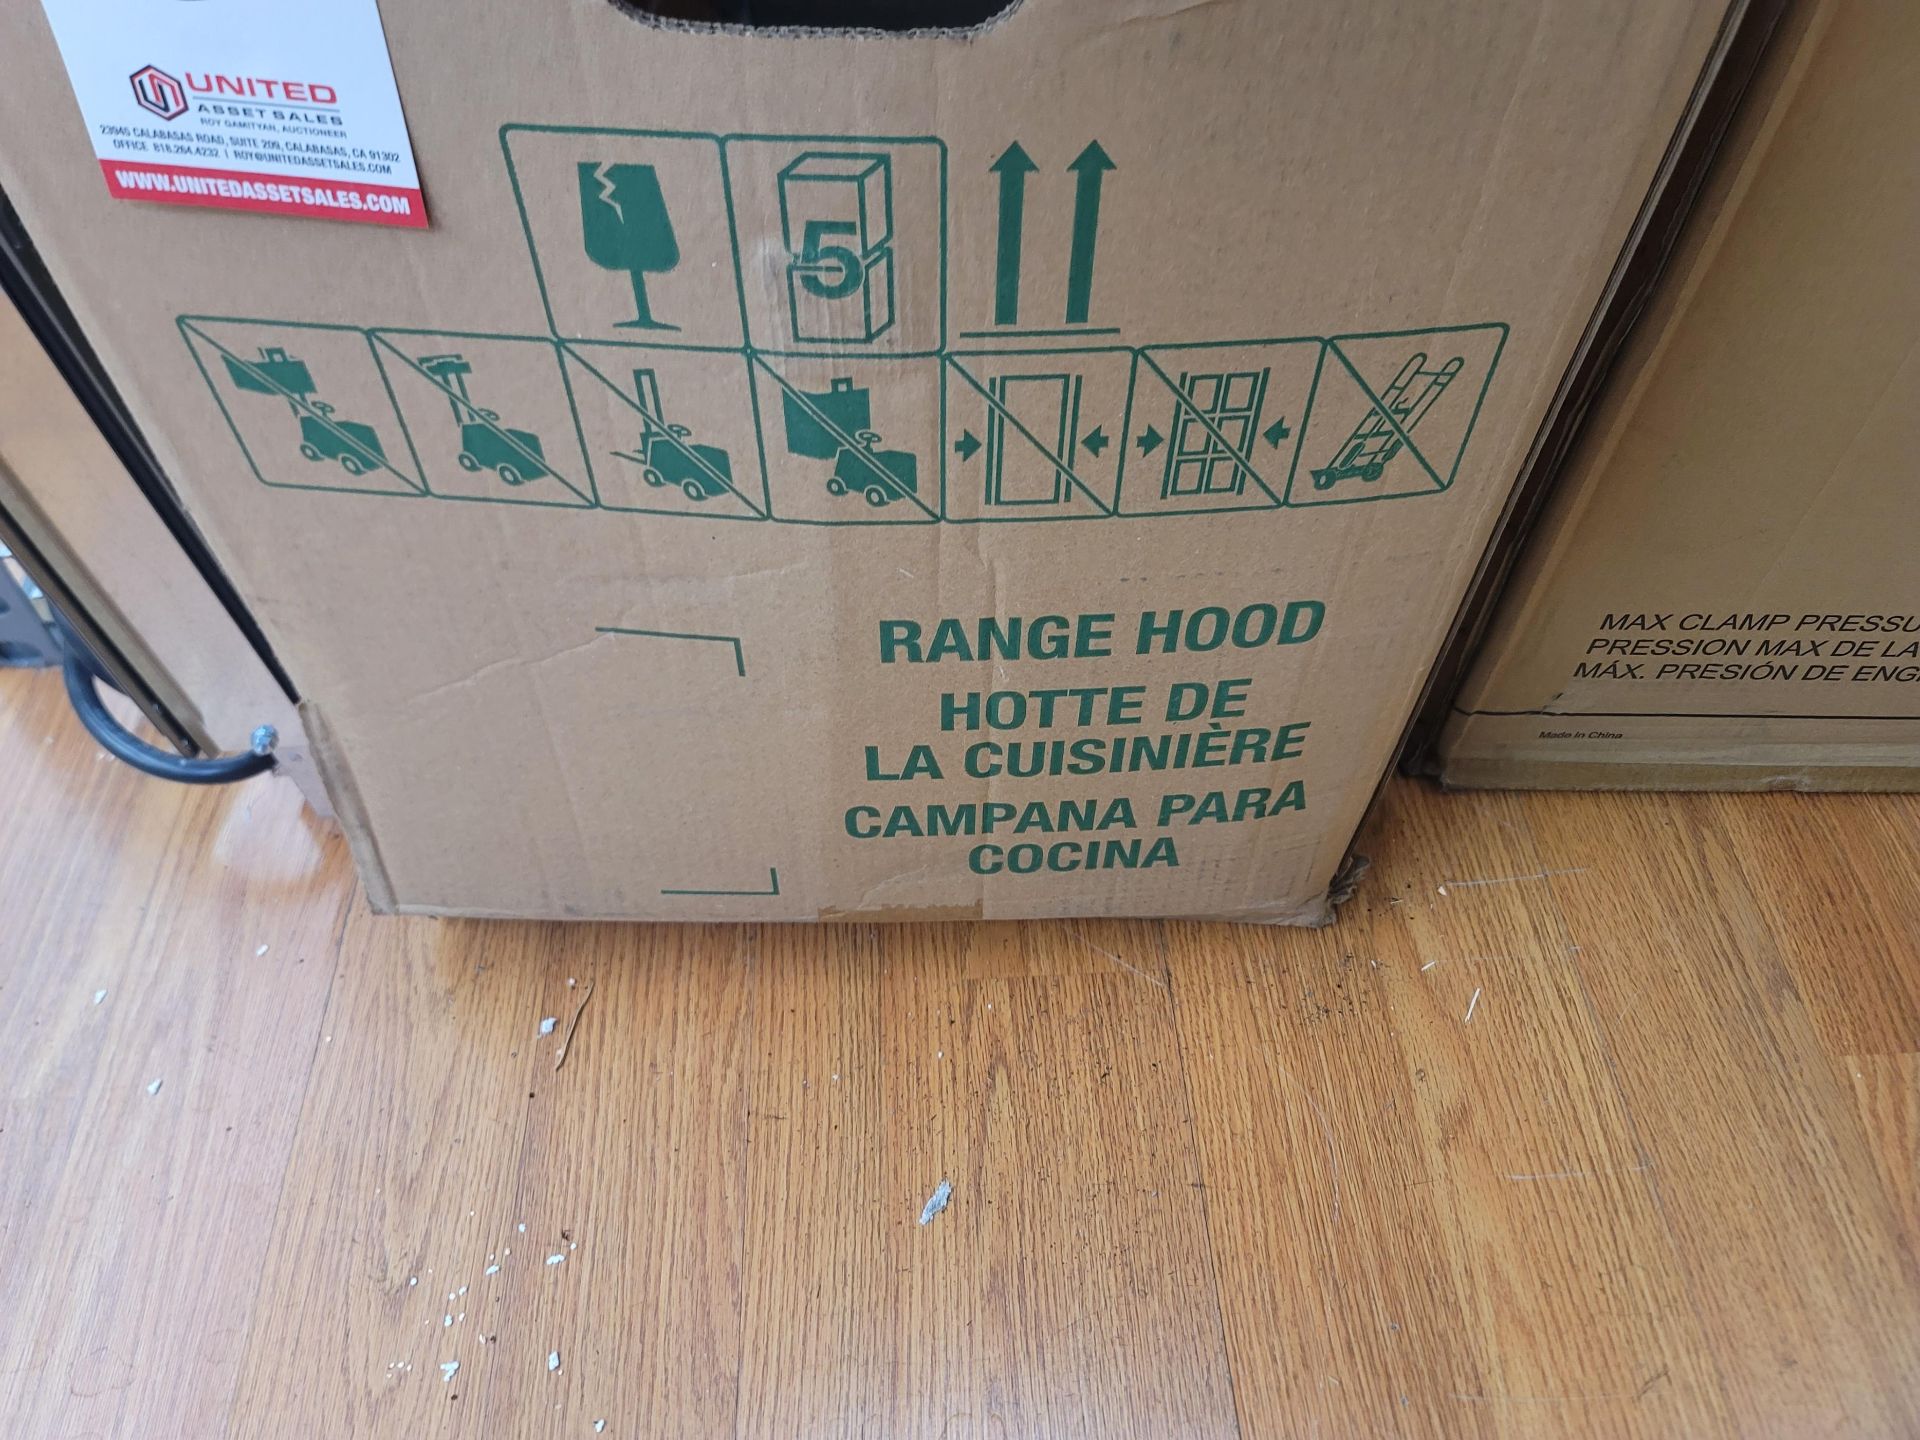 UNITED
ASSET SALES
ROY GAMITYAN, AUCTIONEER
23945 CALABASAS ROAD, SUITE 209, CALABASAS, CA 91302
OFFICE 818.264.4232 | ROY@UNITEDASSETSALES.COM
WWW.UNITEDASSETSALES.COM
5
RANGE HOOD
HOTTE DE
LA CUISINIÈRE
CAMPANA PARA
COCINA
MAX CLAMP PRESSU
PRESSION MAX DE LA
MÁX. PRESIÓN DE ENG
Made in China